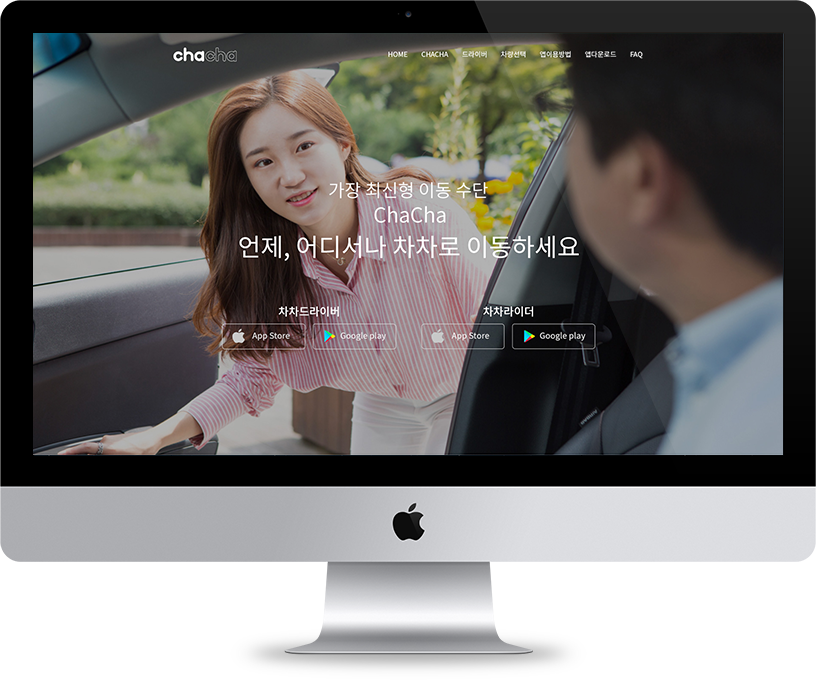 chacha
HOME CHACHA 드라이버 차량선택 앱이용방법 앱다운로드 FAQ
가장 최신형 이동 수단
ChaCha
언제, 어디서나 차차로 이동하세요
차차드라이버 차차라이더
App Store Google play App Store Google play